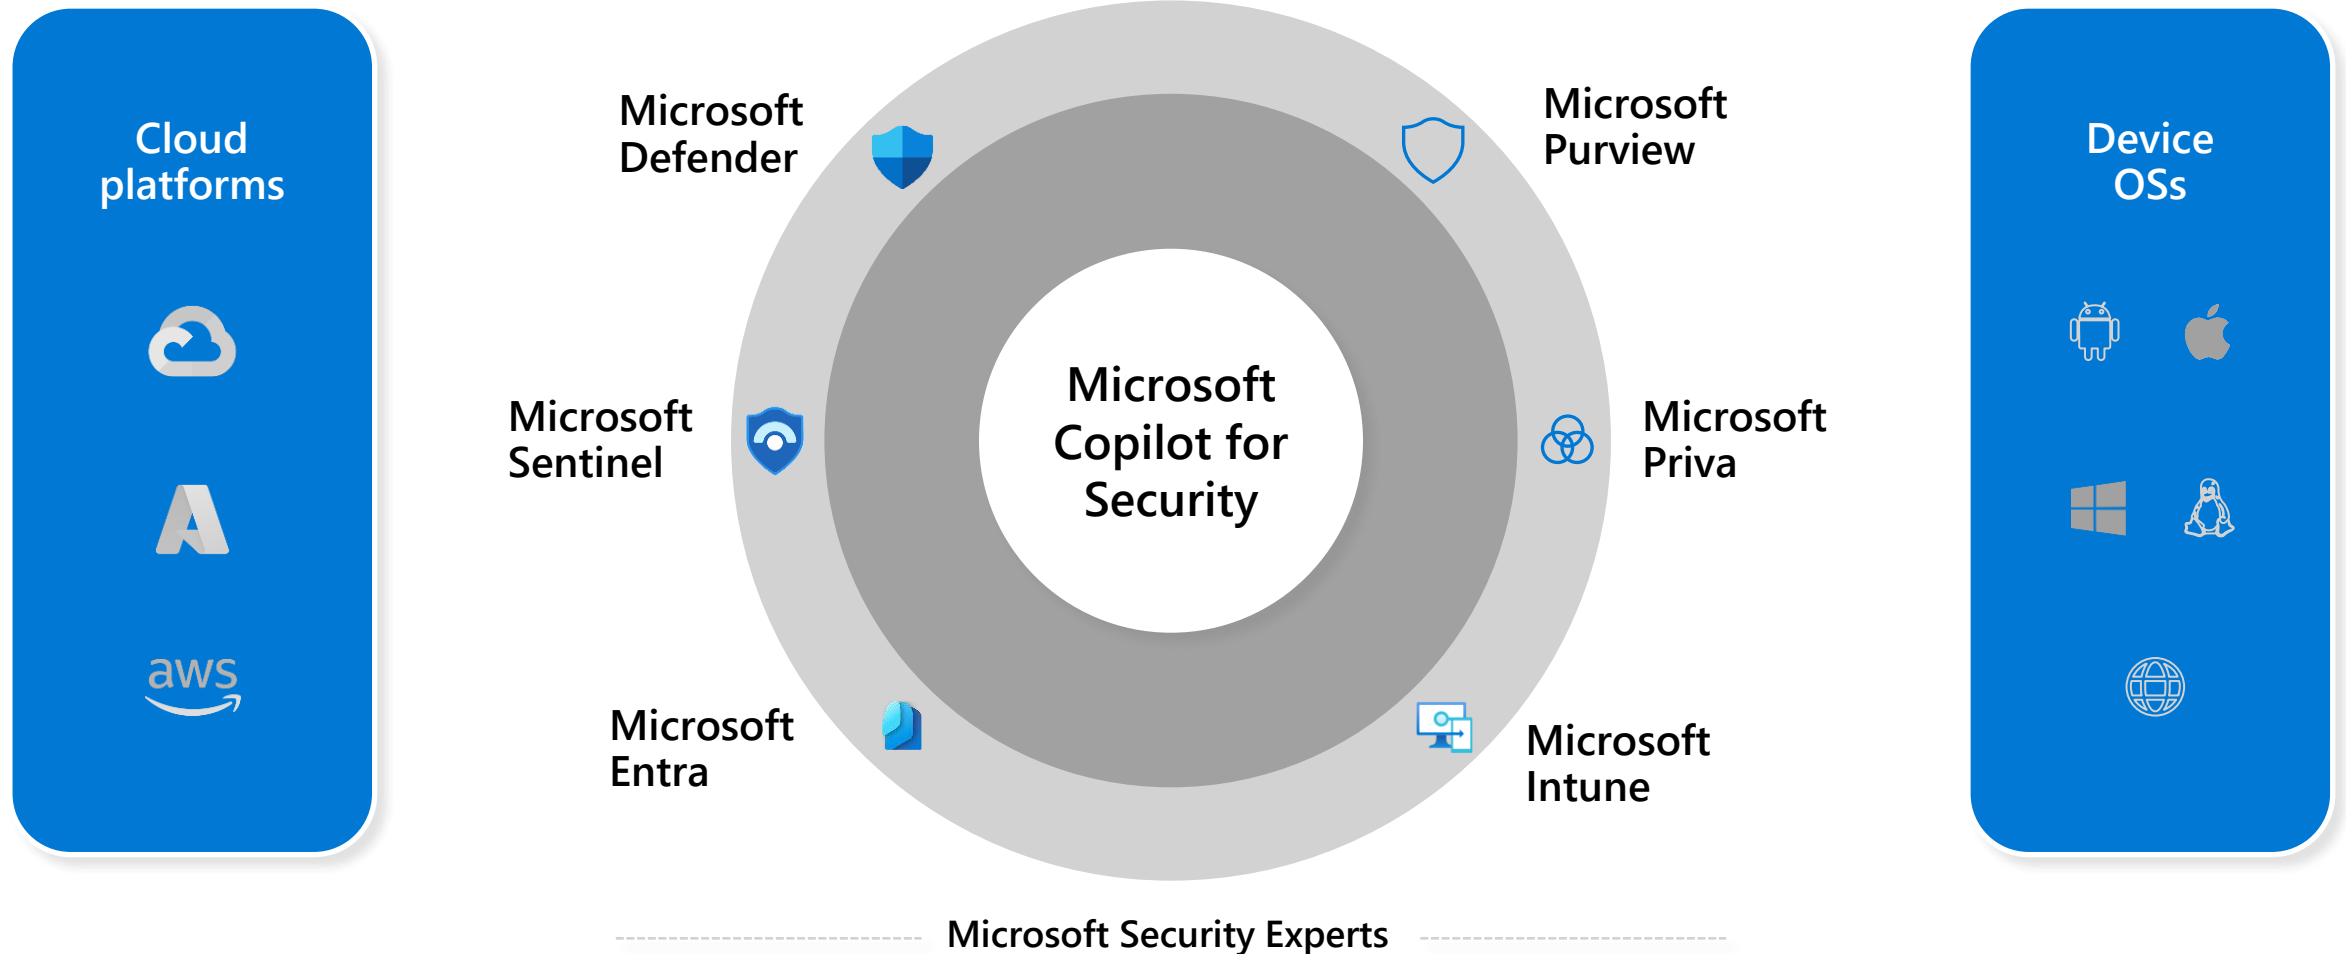 Cloud
platforms
aws
Microsoft
Defender
Microsoft
Sentinel
Microsoft
Entra
Microsoft
Copilot for
Security
Microsoft
Purview
Microsoft
Priva
Microsoft
Intune
Device
OSs
Microsoft Security Experts